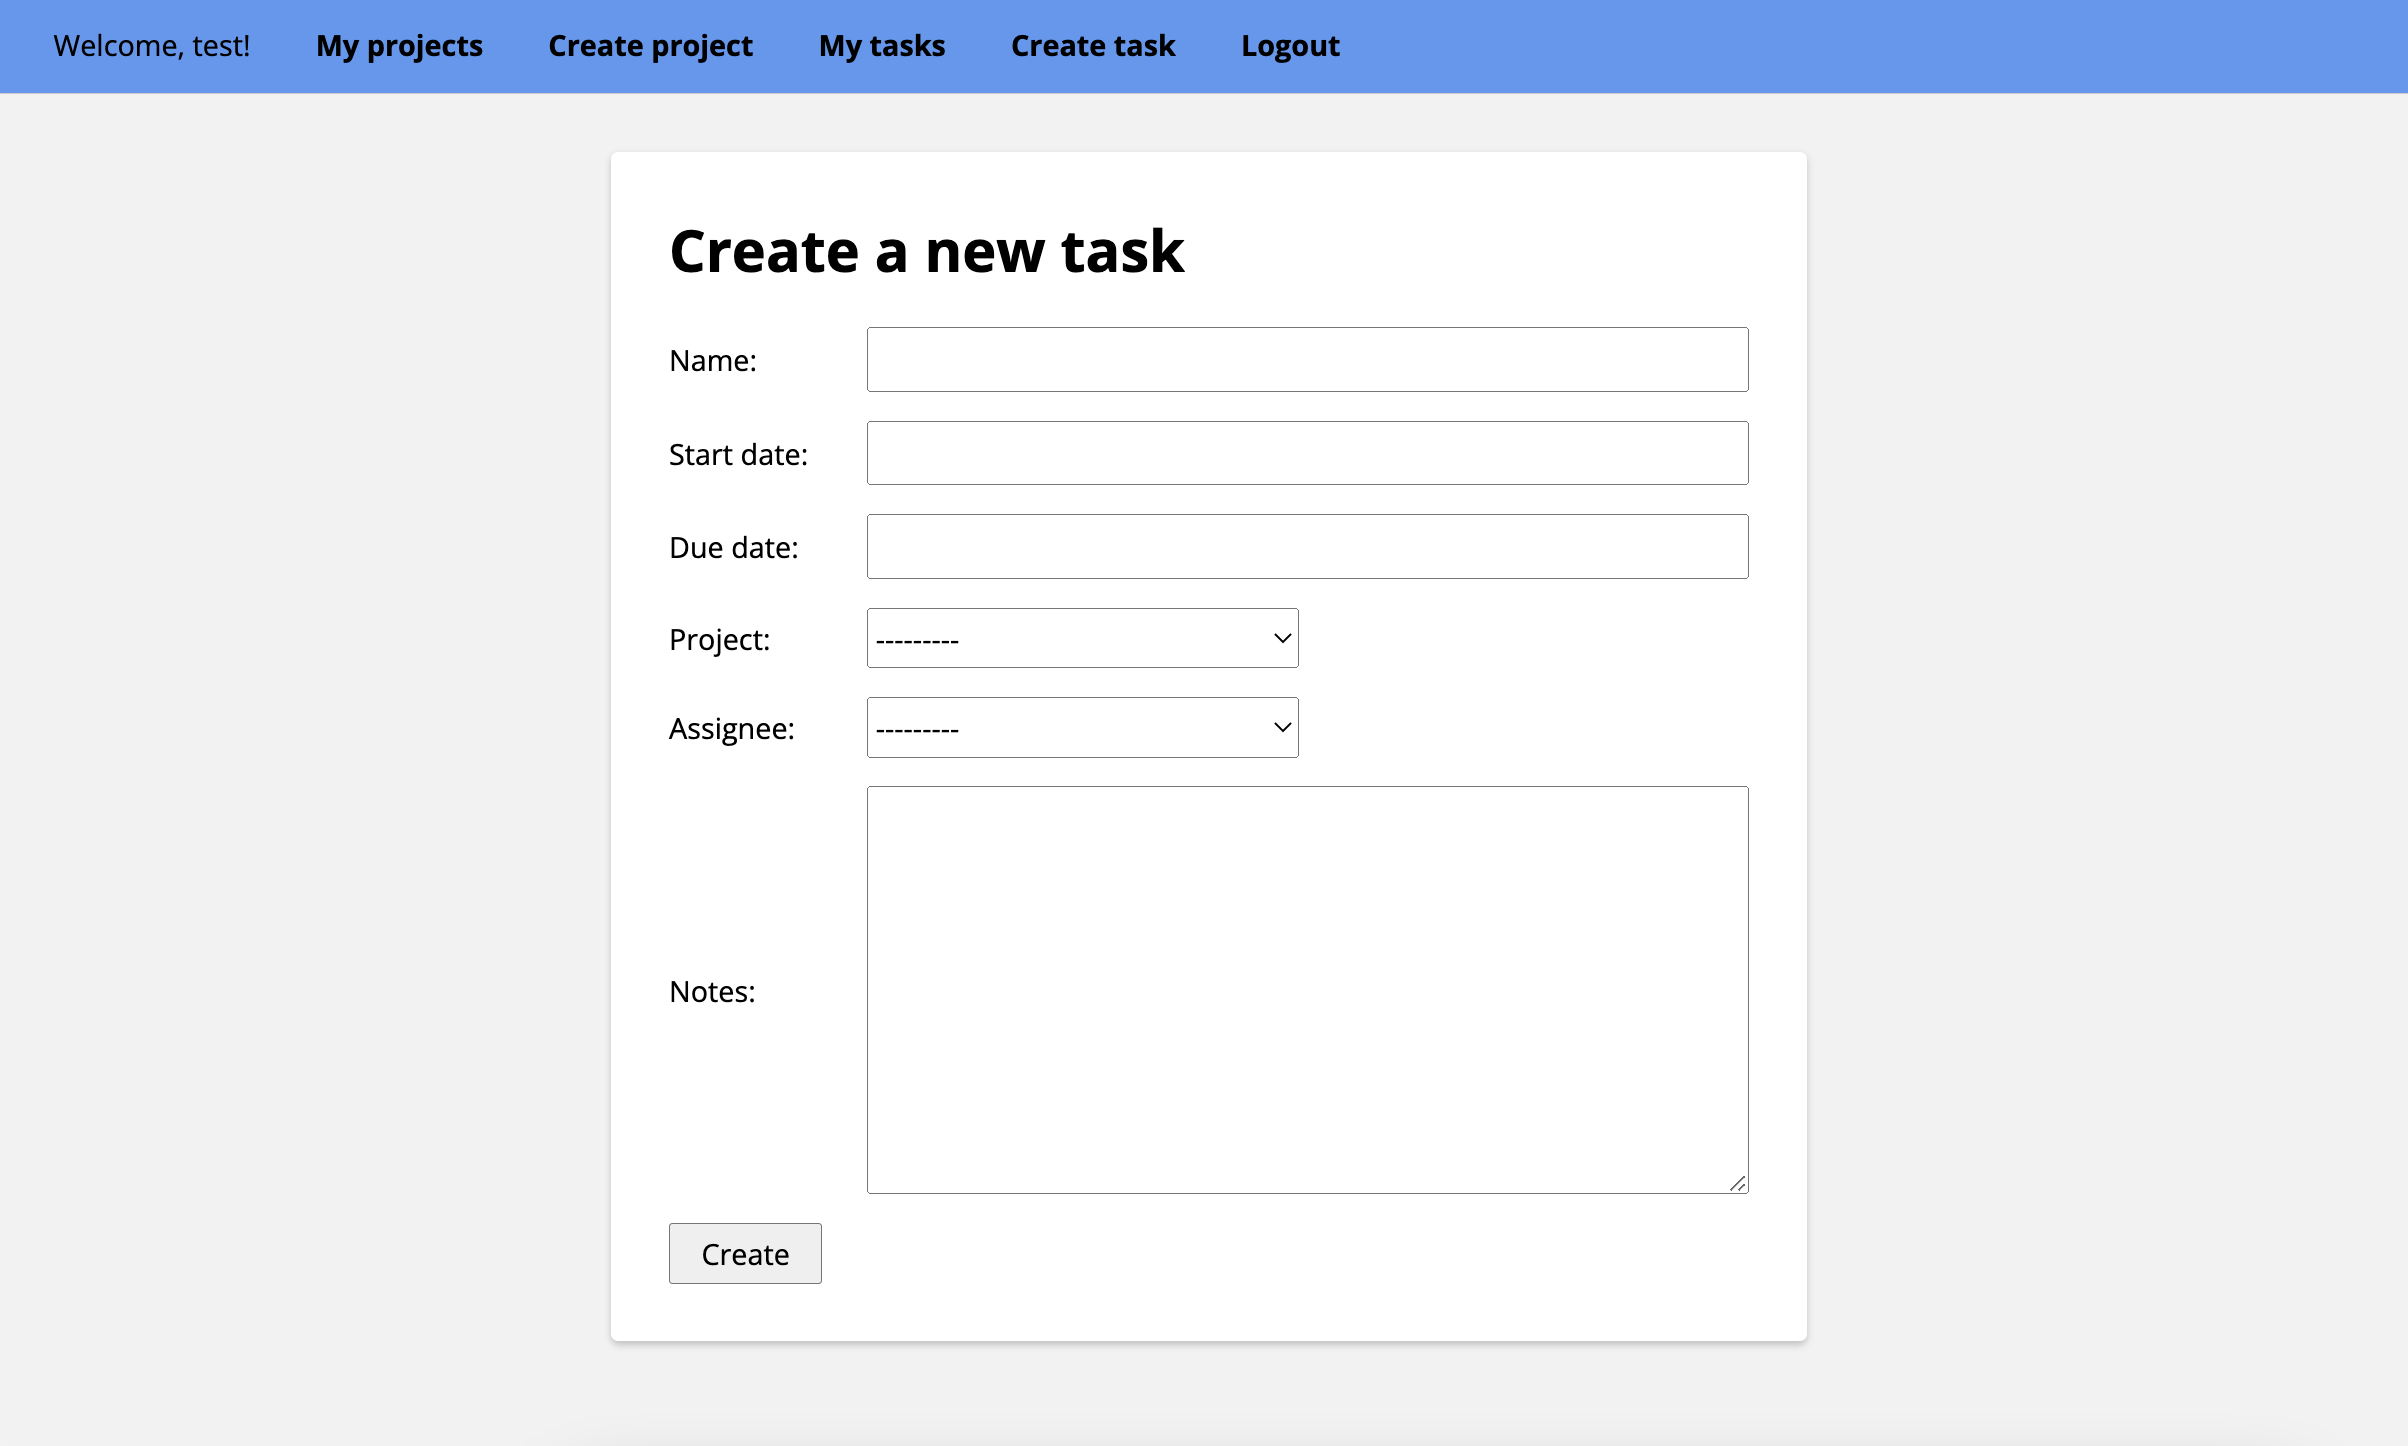 Welcome, test! My projects Create project My tasks Create task Logout
Create a new task
Name:
Start date:
Due date:
Project: ---------
Assignee: ---------
Notes:
Create